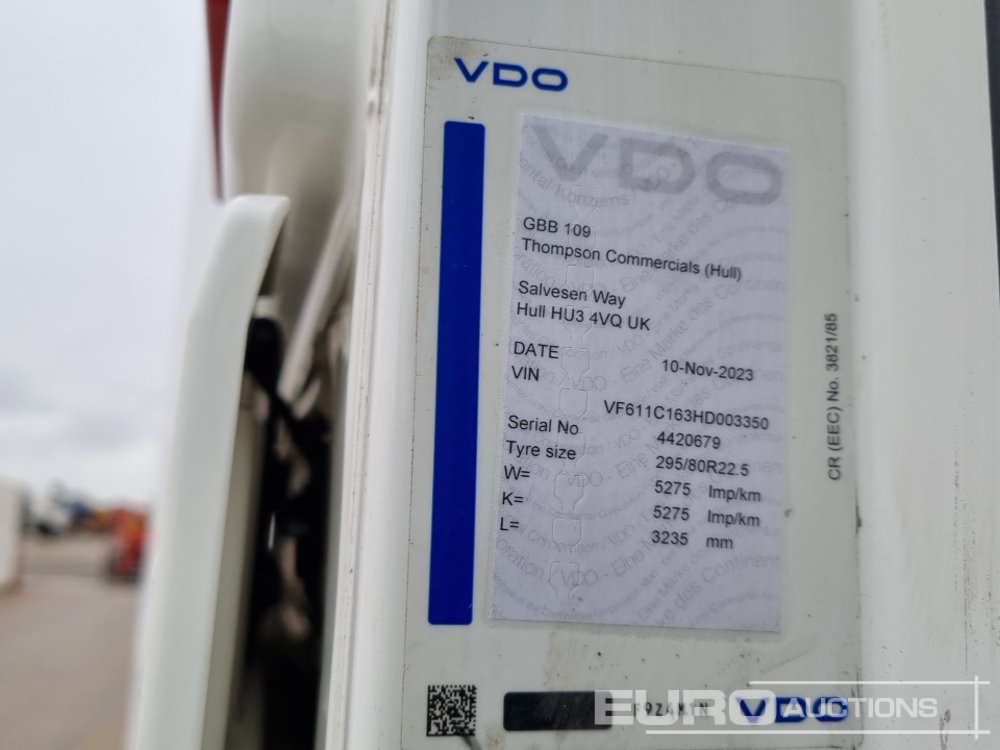 VDO
VDO
GBB 109
Thompson Commercials (Hull)
Salvesen Way
Hull HU3 4VQ UK
DATE 10-Nov-2023
VIN
VF611C163HD003350
Serial No 4420679
Tyre size 295/80R22.5
W= 5275 Imp/km
K= 5275 Imp/km
L= 3235 mm
CR (EEC) No. 3821/85
VDO
EURO AUCTIONS